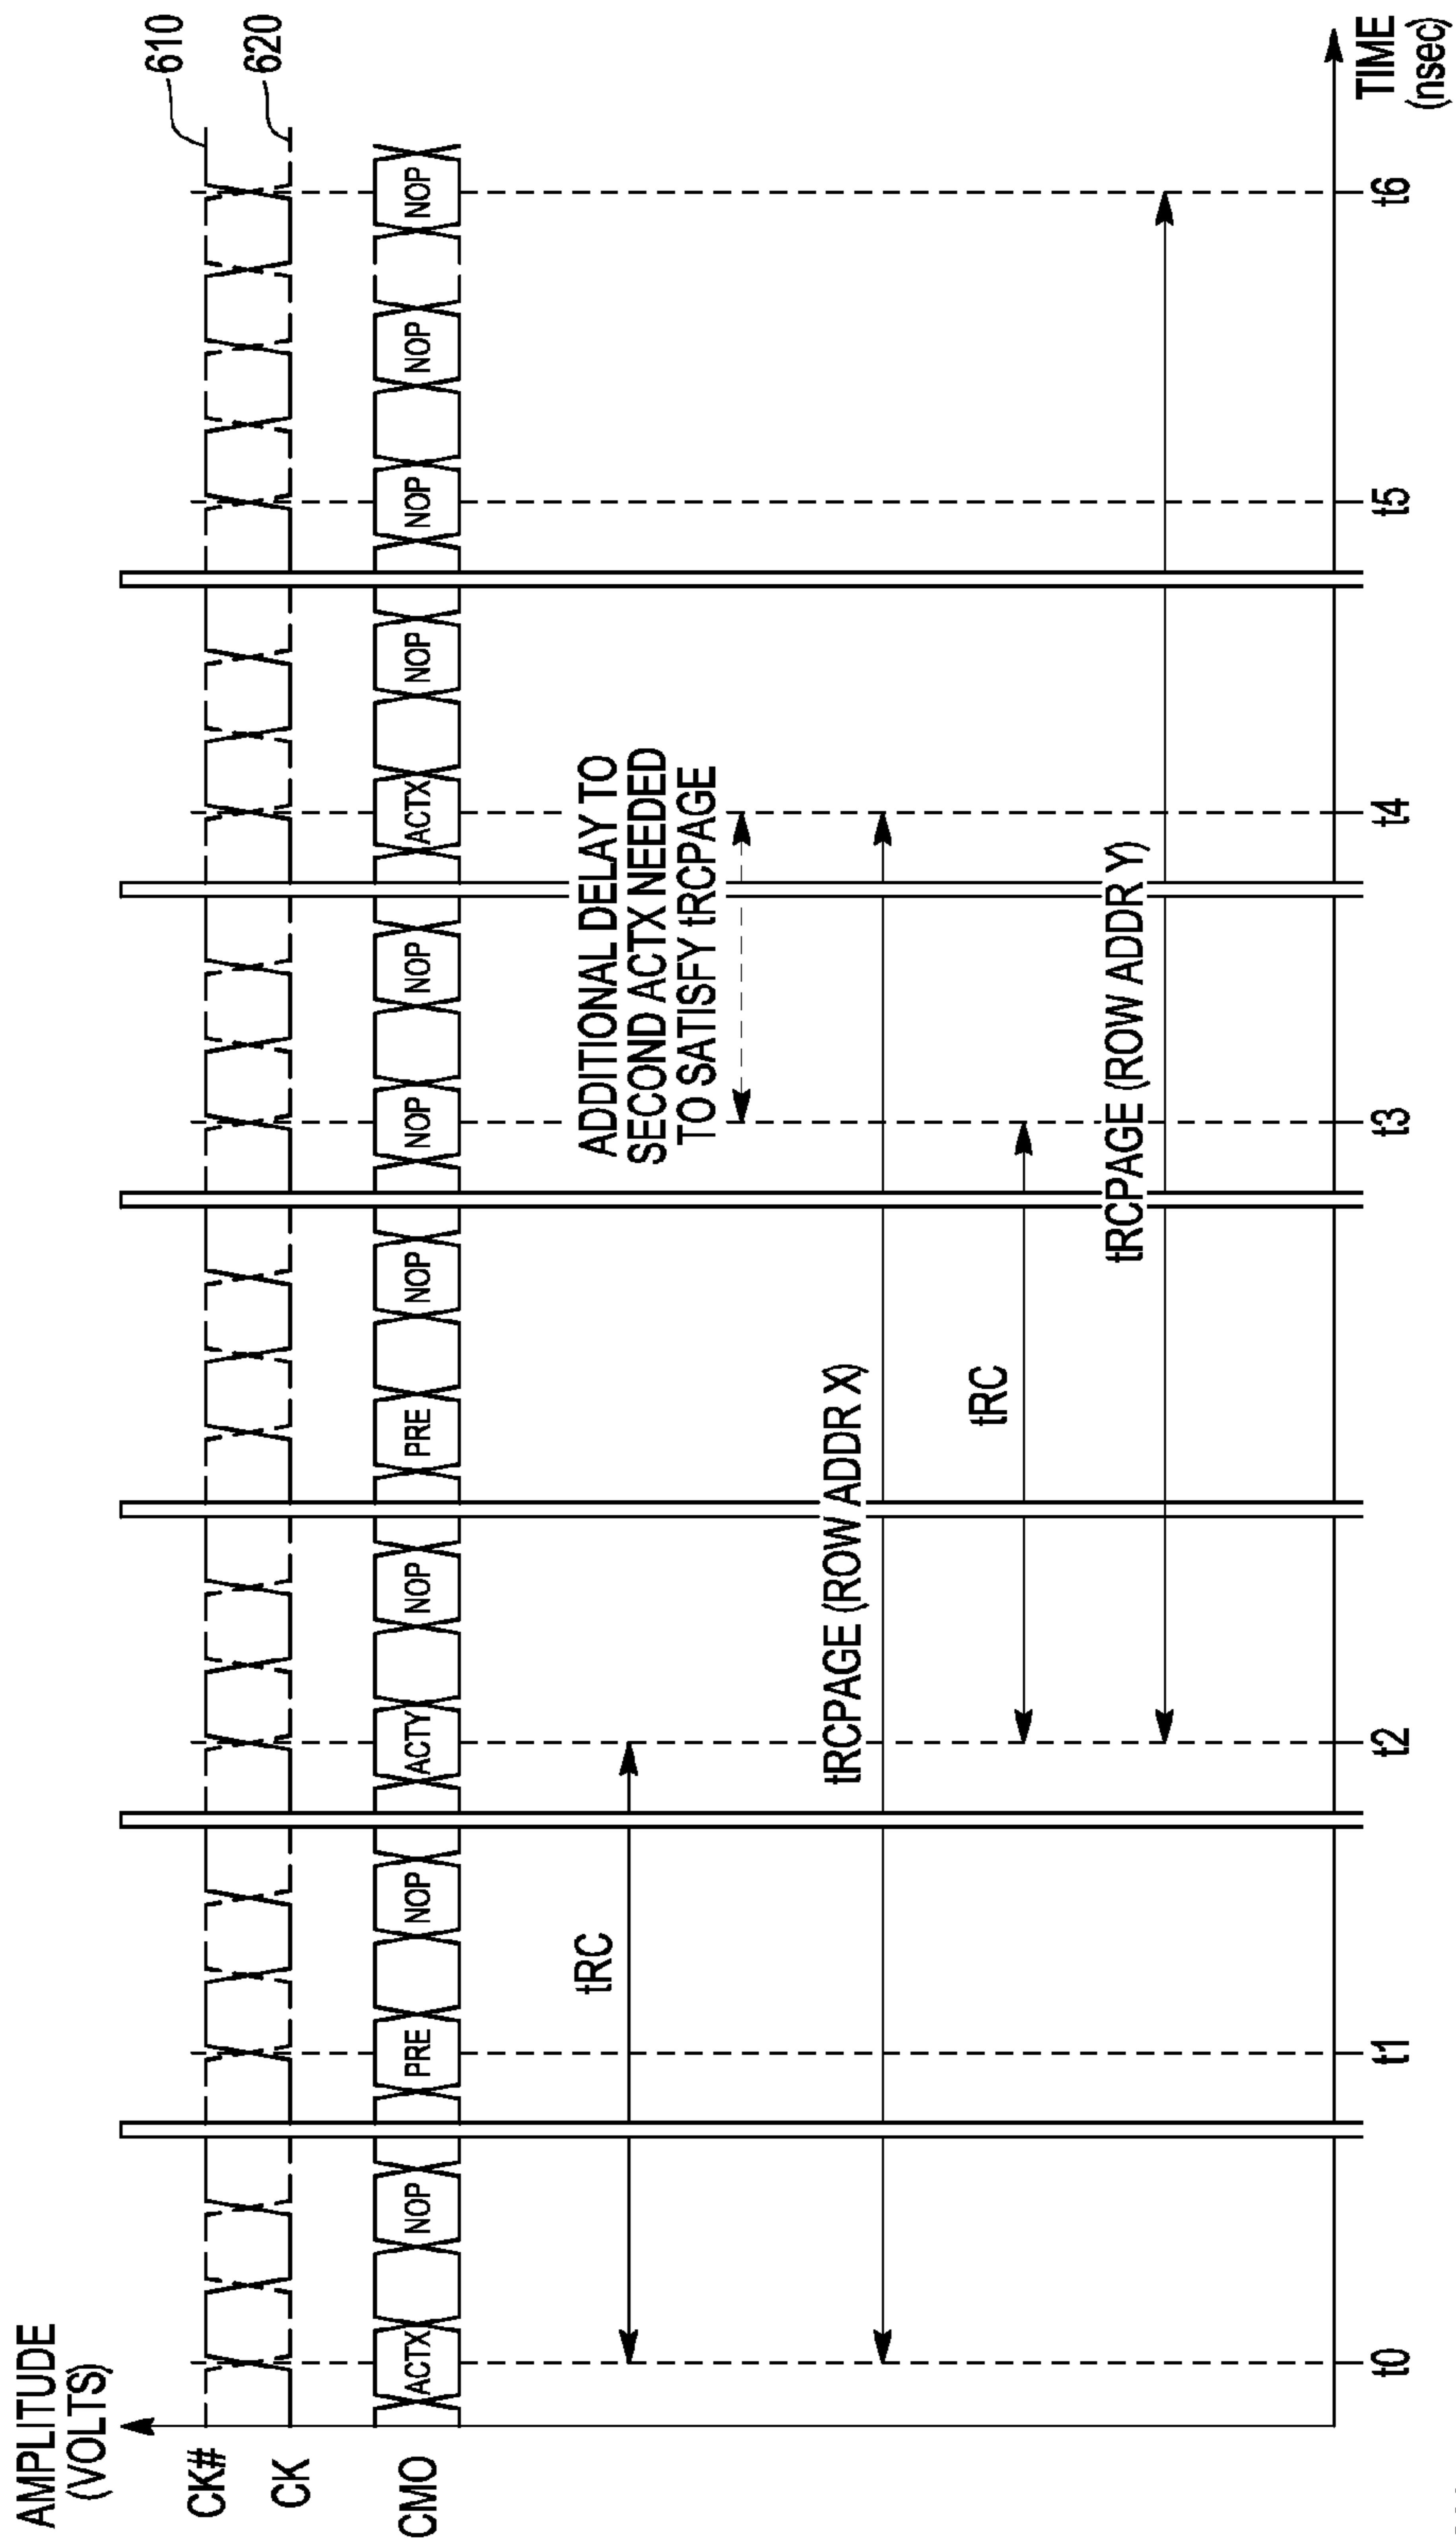 AMPLITUDE
(VOLTS)
610
CK#
620
CK
CMO
ACTX
NOP
PRE
NOP
ACTY
NOP
PRE
NOP
NOP
NOP
ACTX
NOP
NOP
NOP
NOP
tRC
ADDITIONAL DELAY TO
SECOND ACTX NEEDED
TO SATISFY tRCPAGE
tRCPAGE (ROW ADDR X)
tRC
tRCPAGE (ROW ADDR Y)
t0
t1
t2
t3
t4
t5
t6
TIME
(nsec)